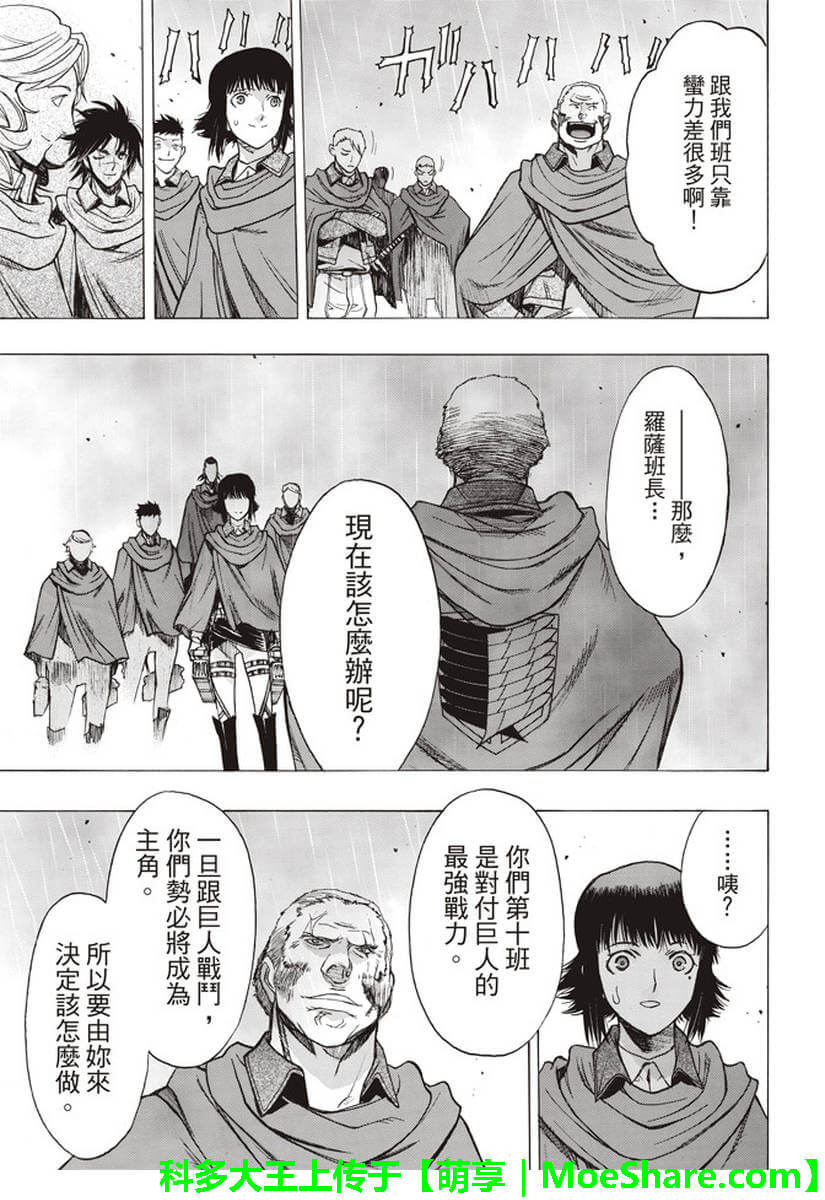 跟我們班只靠
蠻力差很多啊!
ガハハハハ
──那麼,
羅薩班長…
現在該怎麼辦呢?
……咦?
你們第十班
是對付巨人的
最強戰力。
一旦跟巨人戰鬥,
你們勢必將成為
主角。
所以要由妳來
決定該怎麼做。
科多大王上传于【萌享|MoeShare.com】